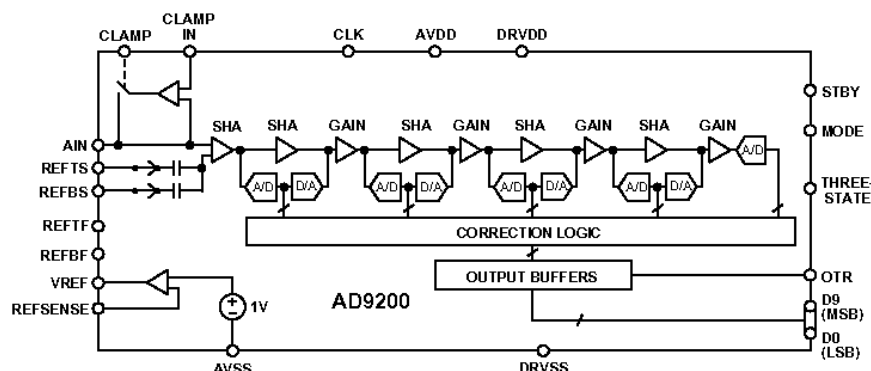 CLAMP
CLAMP
IN
CLK
AVDD
DRVDD
STBY
MODE
THREE-
STATE
OTR
D9
(MSB)
D0
(LSB)
AIN
REFTS
REFBS
REFTF
REFBF
VREF
REFSENSE
SHA
SHA
GAIN
SHA
GAIN
SHA
GAIN
SHA
GAIN
A/D
D/A
A/D
D/A
A/D
D/A
A/D
D/A
A/D
CORRECTION LOGIC
OUTPUT BUFFERS
1V
AD9200
AVSS
DRVSS